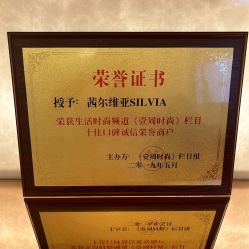 荣誉证书
授予：茜尔维亚SILVIA
荣获生活时尚频道《壹周时尚》栏目
十佳口碑诚信荣誉商户
主办方：《壹周时尚》栏目组
二零一九年五月